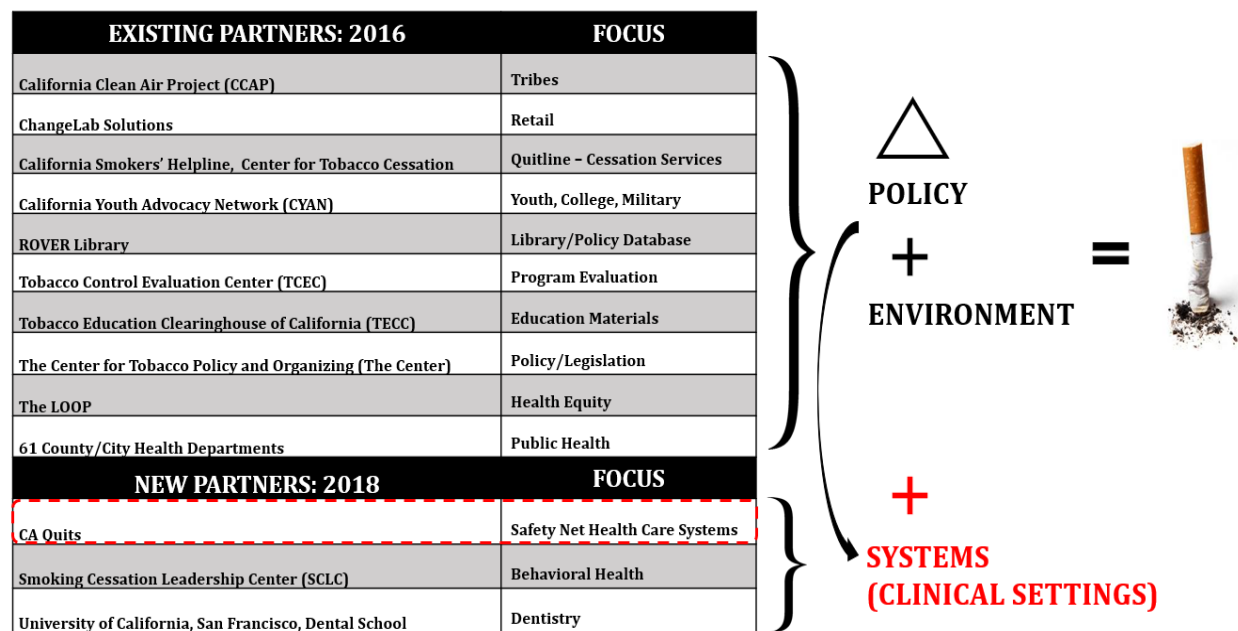 EXISTING PARTNERS: 2016 FOCUS
California Clean Air Project (CCAP) Tribes
ChangeLab Solutions Retail
California Smokers' Helpline, Center for Tobacco Cessation Quitline – Cessation Services
California Youth Advocacy Network (CYAN) Youth, College, Military
ROVER Library Library/Policy Database
Tobacco Control Evaluation Center (TCEC) Program Evaluation
Tobacco Education Clearinghouse of California (TECC) Education Materials
The Center for Tobacco Policy and Organizing (The Center) Policy/Legislation
The LOOP Health Equity
61 County/City Health Departments Public Health
NEW PARTNERS: 2018 FOCUS
CA Quits Safety Net Health Care Systems
Smoking Cessation Leadership Center (SCLC) Behavioral Health
University of California, San Francisco, Dental School Dentistry
POLICY
+
ENVIRONMENT
=
+
SYSTEMS
(CLINICAL SETTINGS)